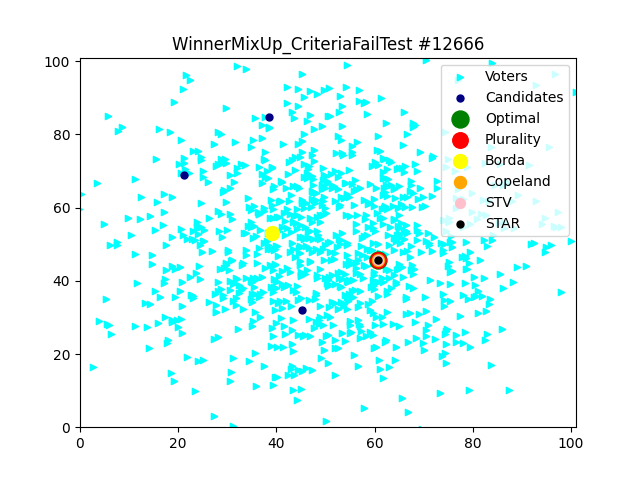 WinnerMixUp_CriteriaFailTest #12666
100
80
60
40
20
0
0
20
40
60
80
100
Voters
Candidates
Optimal
Plurality
Borda
Copeland
STV
STAR